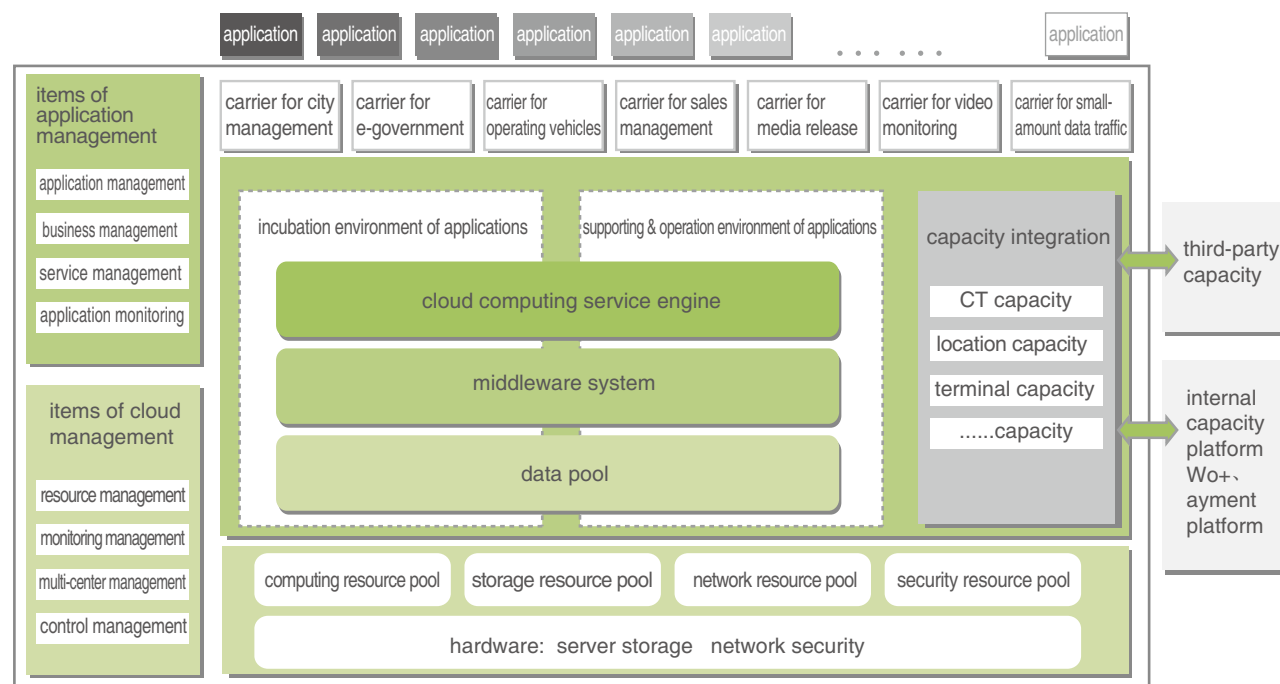 application application application application application application ...... application
items of
application
management
application management
business management
service management
application monitoring
items of cloud
management
resource management
monitoring management
multi-center management
control management
carrier for city
management
carrier for
e-government
carrier for
operating vehicles
carrier for sales
management
carrier for
media release
carrier for video
monitoring
carrier for small-
amount data traffic
incubation environment of applications
supporting & operation environment of applications
cloud computing service engine
middleware system
data pool
capacity integration
CT capacity
location capacity
terminal capacity
......capacity
third-party
capacity
internal
capacity
platform
Wo+、
ayment
platform
computing resource pool
storage resource pool
network resource pool
security resource pool
hardware: server storage network security